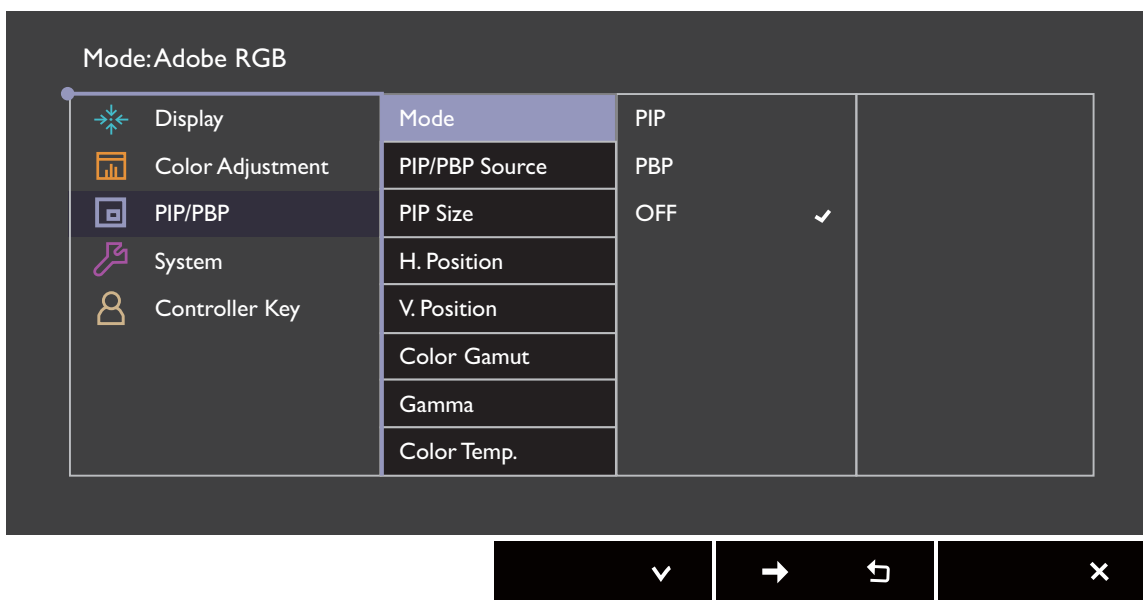 Mode: Adobe RGB
Display
Color Adjustment
PIP/PBP
System
Controller Key
Mode
PIP/PBP Source
PIP Size
H. Position
V. Position
Color Gamut
Gamma
Color Temp.
PIP
PBP
OFF